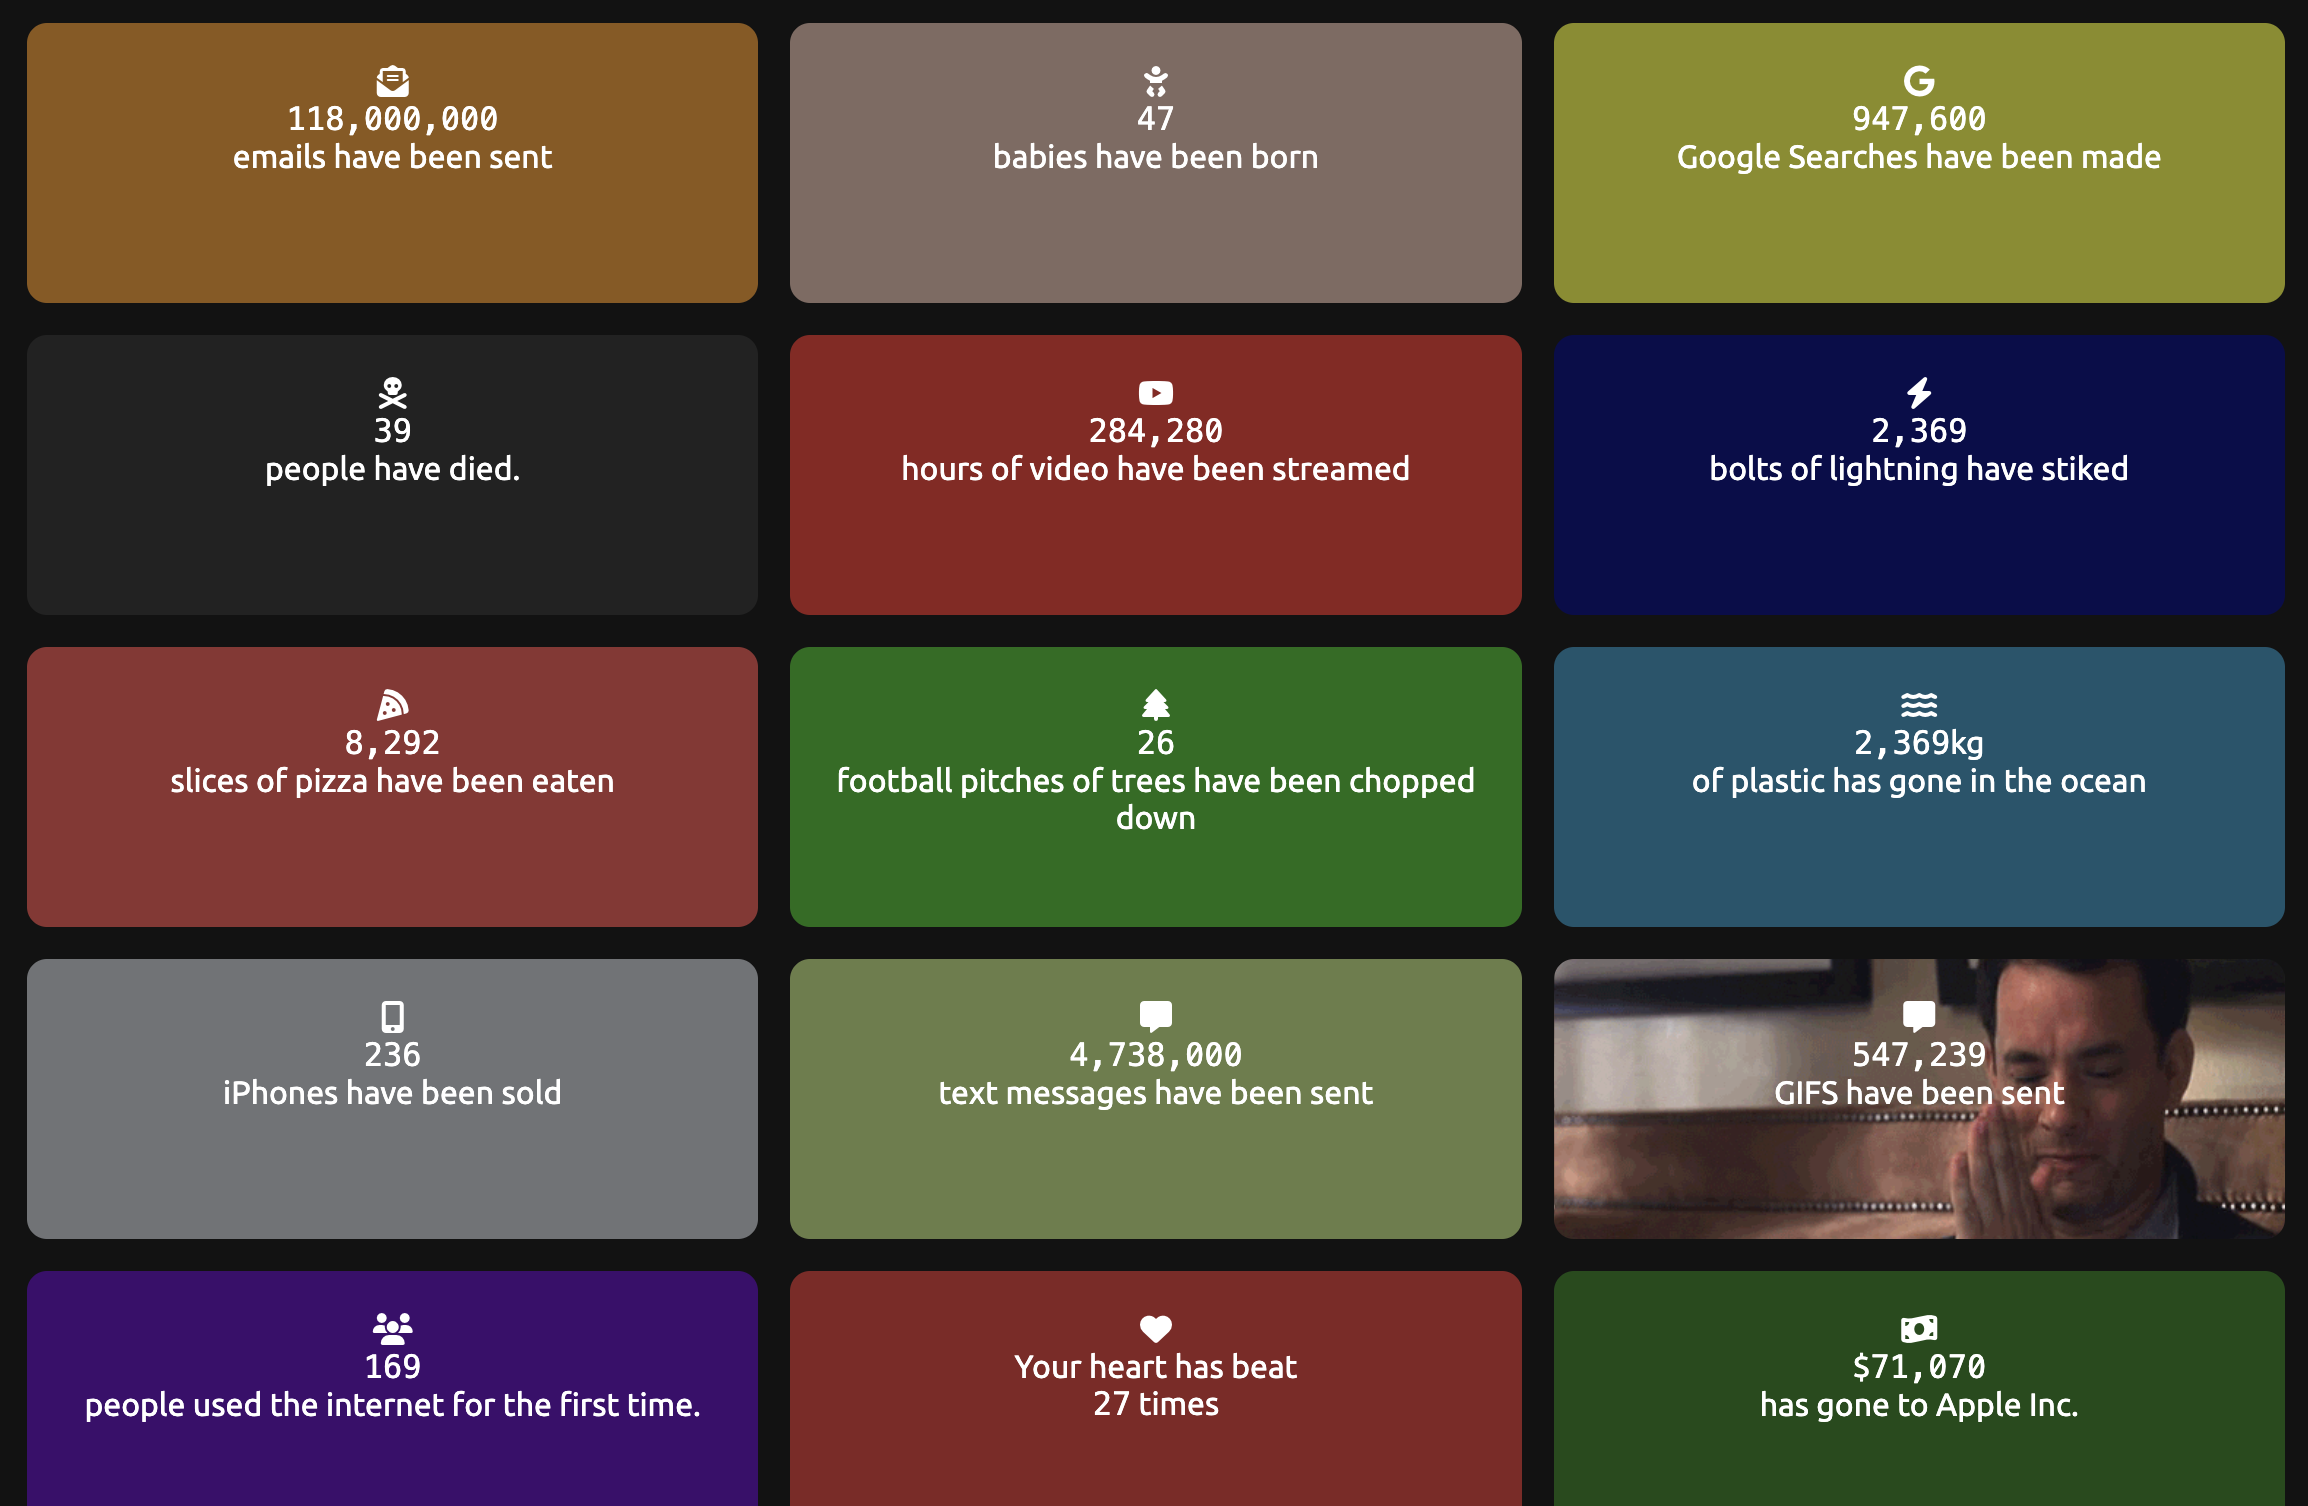 118,000,000
emails have been sent
47
babies have been born
947,600
Google Searches have been made
39
people have died.
284,280
hours of video have been streamed
2,369
bolts of lightning have stiked
8,292
slices of pizza have been eaten
26
football pitches of trees have been chopped
down
2,369kg
of plastic has gone in the ocean
236
iPhones have been sold
4,738,000
text messages have been sent
547,239
GIFS have been sent
169
people used the internet for the first time.
Your heart has beat
27 times
$71,070
has gone to Apple Inc.